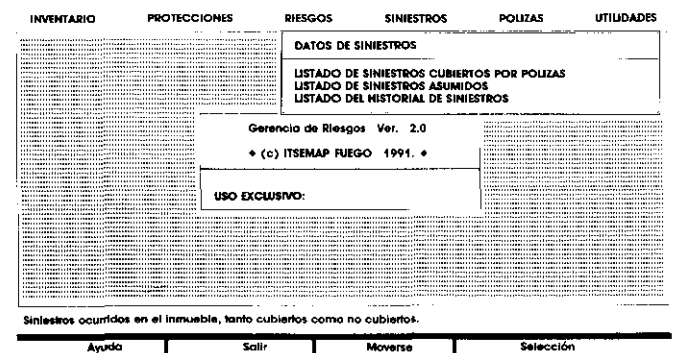 INVENTARIO PROTECCIONES RIESGOS SINIESTROS POLIZAS UTILIDADES
DATOS DE SINIESTROS
LISTADO DE SINIESTROS CUBIERTOS POR POLIZAS
LISTADO DE SINIESTROS ASUMIDOS
LISTADO DEL HISTORIAL DE SINIESTROS
Gerencia de Riesgos Ver. 2.0
♦ (c) ITSEMAP FUEGO 1991. ♦
USO EXCLUSIVO:
Siniestros ocurridos en el inmueble, tanto cubiertos como no cubiertos.
Ayuda Salir Moverse Selección